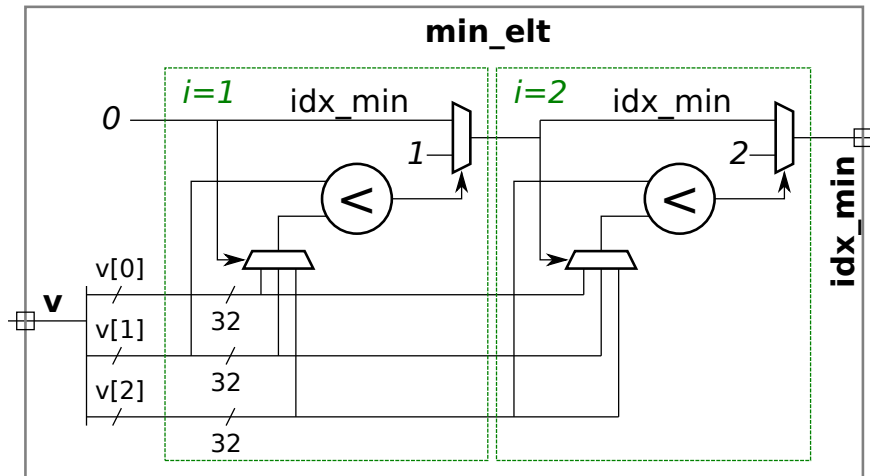 min_elt
i=1
i=2
idx_min
idx_min
0
1
2
<
<
idx_min
v[0]
v
32
v[1]
32
v[2]
32